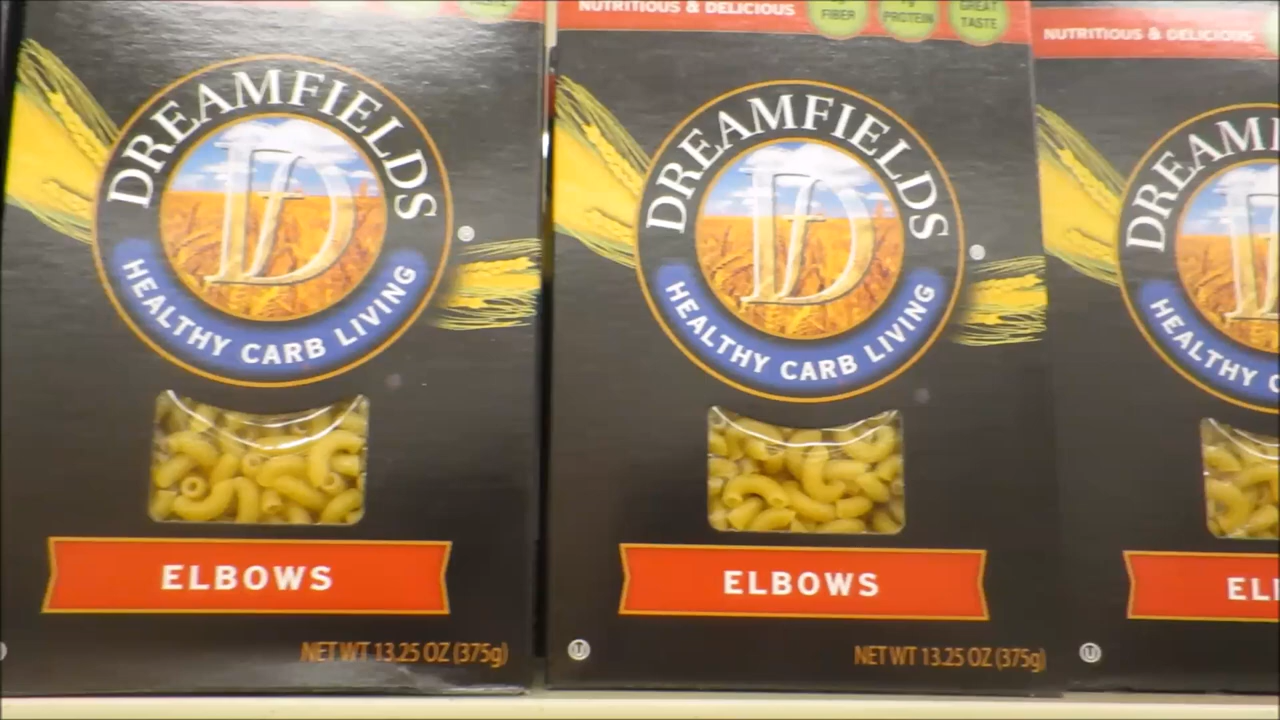 NUTRITIOUS & DELICIOUS
FIBER
PROTEIN
GREAT
TASTE
NUTRITIOUS & DELICIOUS
DREAMFIELDS
D
HEALTHY CARB LIVING
®
ELBOWS
NET WT 13.25 OZ (375g)
DREAMFIELDS
D
HEALTHY CARB LIVING
®
ELBOWS
U
NET WT 13.25 OZ (375g)
DREAM
HEALTHY
EL
U